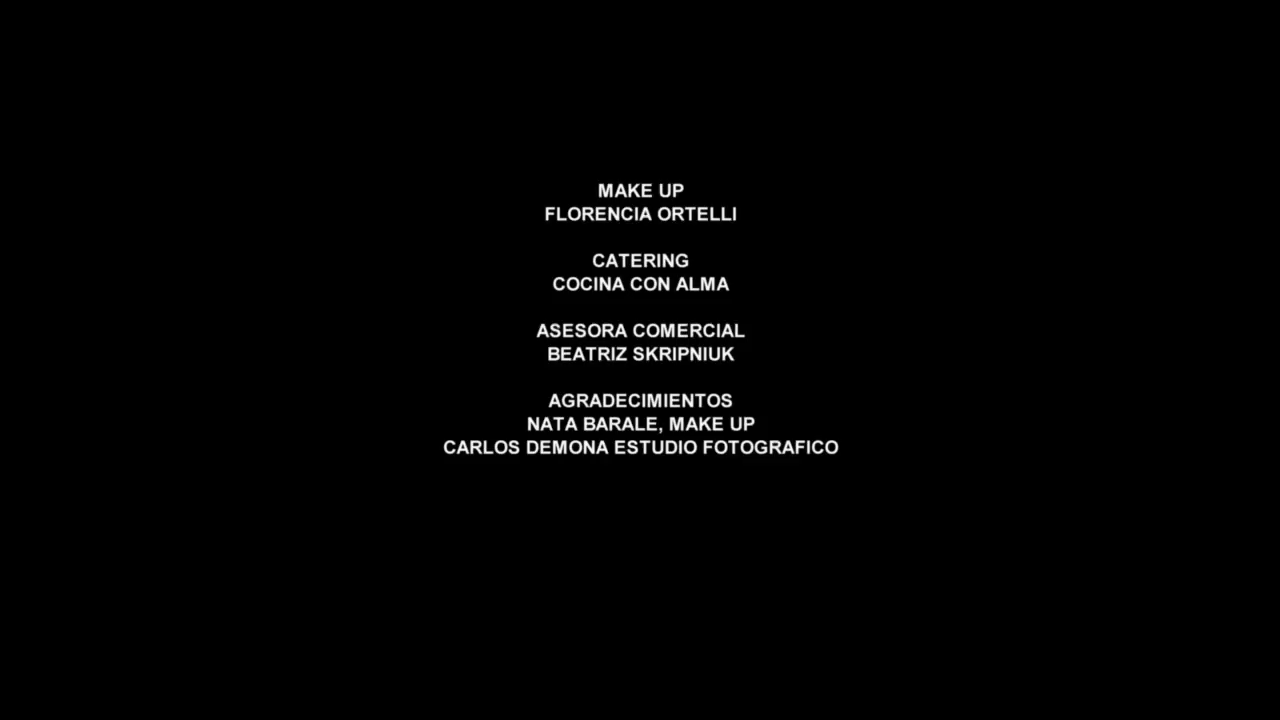 MAKE UP
FLORENCIA ORTELLI
CATERING
COCINA CON ALMA
ASESORA COMERCIAL
BEATRIZ SKRIPNIUK
AGRADECIMIENTOS
NATA BARALE, MAKE UP
CARLOS DEMONA ESTUDIO FOTOGRAFICO